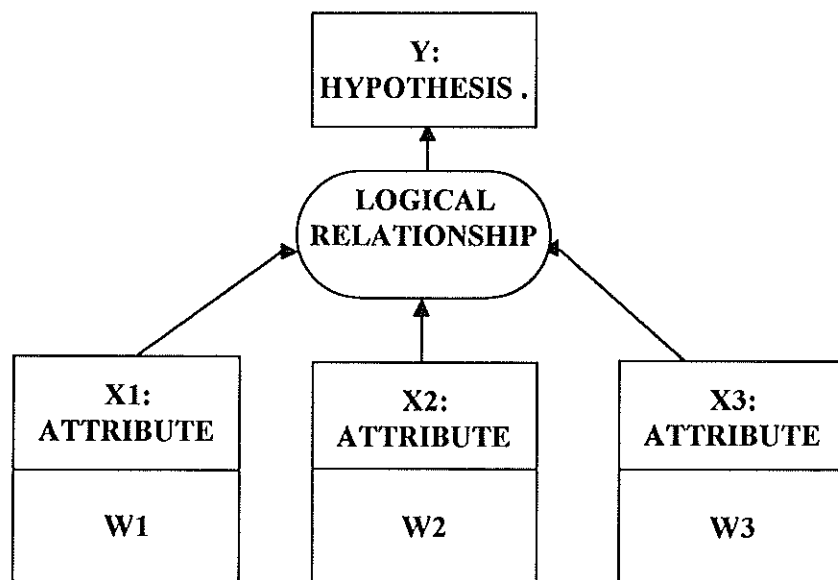 Y:
HYPOTHESIS .
LOGICAL
RELATIONSHIP
X1:
ATTRIBUTE
X2:
ATTRIBUTE
X3:
ATTRIBUTE
W1
W2
W3